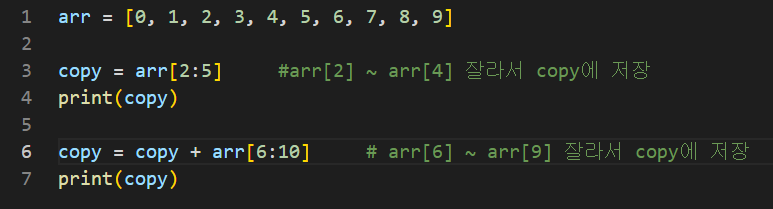 1 arr = [0, 1, 2, 3, 4, 5, 6, 7, 8, 9]
2
3 copy = arr[2:5] #arr[2] ~ arr[4] 잘라서 copy에 저장
4 print(copy)
5
6 copy = copy + arr[6:10] # arr[6] ~ arr[9] 잘라서 copy에 저장
7 print(copy)